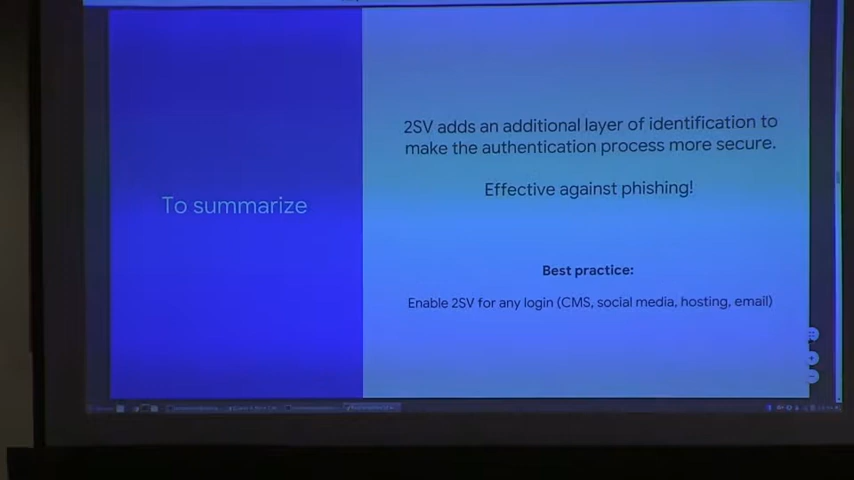 To summarize
2SV adds an additional layer of identification to
make the authentication process more secure.
Effective against phishing!
Best practice:
Enable 2SV for any login (CMS, social media, hosting, email)